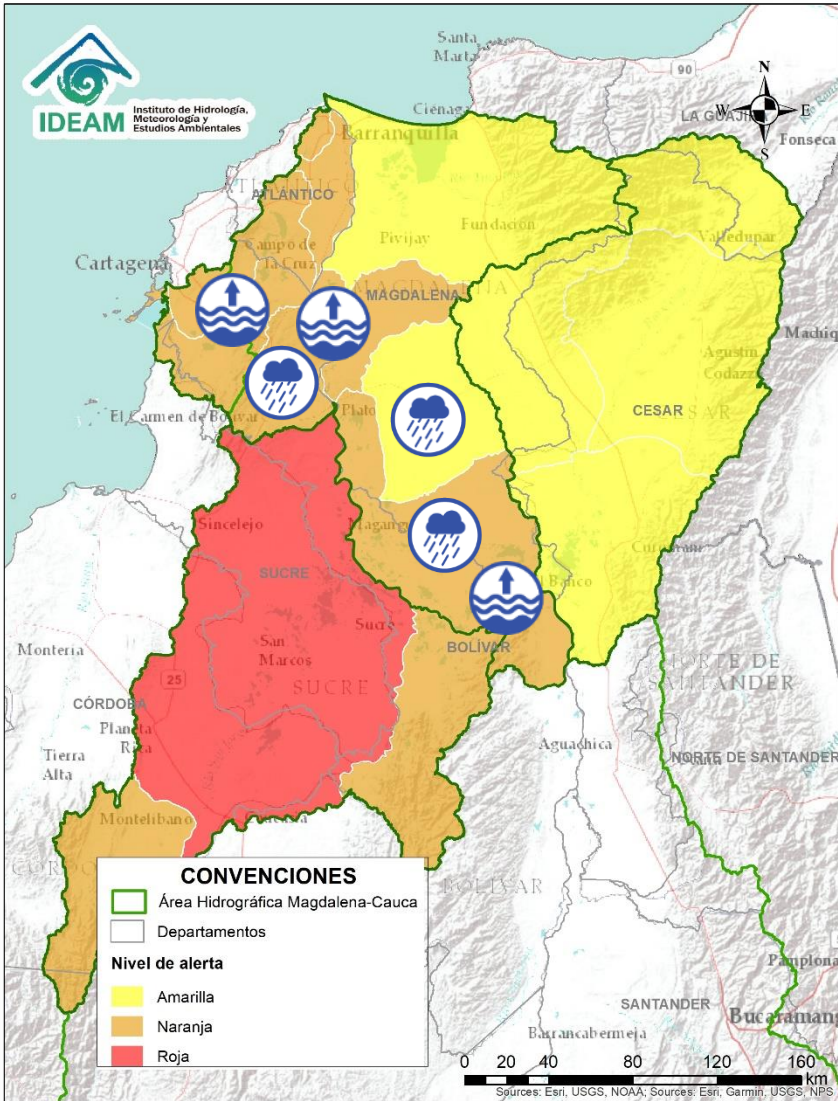 IDEAM
Instituto de Hidrología,
Meteorología y
Estudios Ambientales
Santa
Marta
90
N
W
E
S
LA GUAJIRA
Fonseca
Ciénaga
Barranquilla
ATLÁNTICO
Pivijay
Fundación
Valledupar
Campo de
la Cruz
Cartagena
MAGDALENA
Agustín
Codazzi
CESAR
El Carmen de Bolívar
Plato
Sincelejo
SUCRE
El Banco
Sucre
BOLÍVAR
San
Marcos
SUCRE
Montería
25
CÓRDOBA
Planeta
Rica
Tierra
Alta
NORTE DE
SANTANDER
NORTE DE SANTANDER
Aguachica
Montelíbano
BOLÍVAR
Pamplona
SANTANDER
Bucaramanga
Barrancabermeja
CONVENCIONES
Área Hidrográfica Magdalena-Cauca
Departamentos
Nivel de alerta
Amarilla
Naranja
Roja
0 20 40 80 120 160
km
Sources: Esri, USGS, NOAA; Sources: Esri, Garmin, USGS, NPS